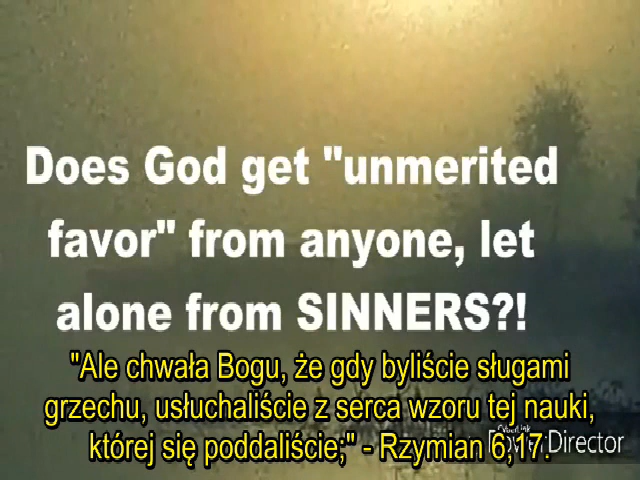 Does God get "unmerited
favor" from anyone, let
alone from SINNERS?!
"Ale chwała Bogu, że gdy byliście sługami
grzechu, usłuchaliście z serca wzoru tej nauki,
której się poddaliście;" - Rzymian 6,17.
CyberLink
PowerDirector